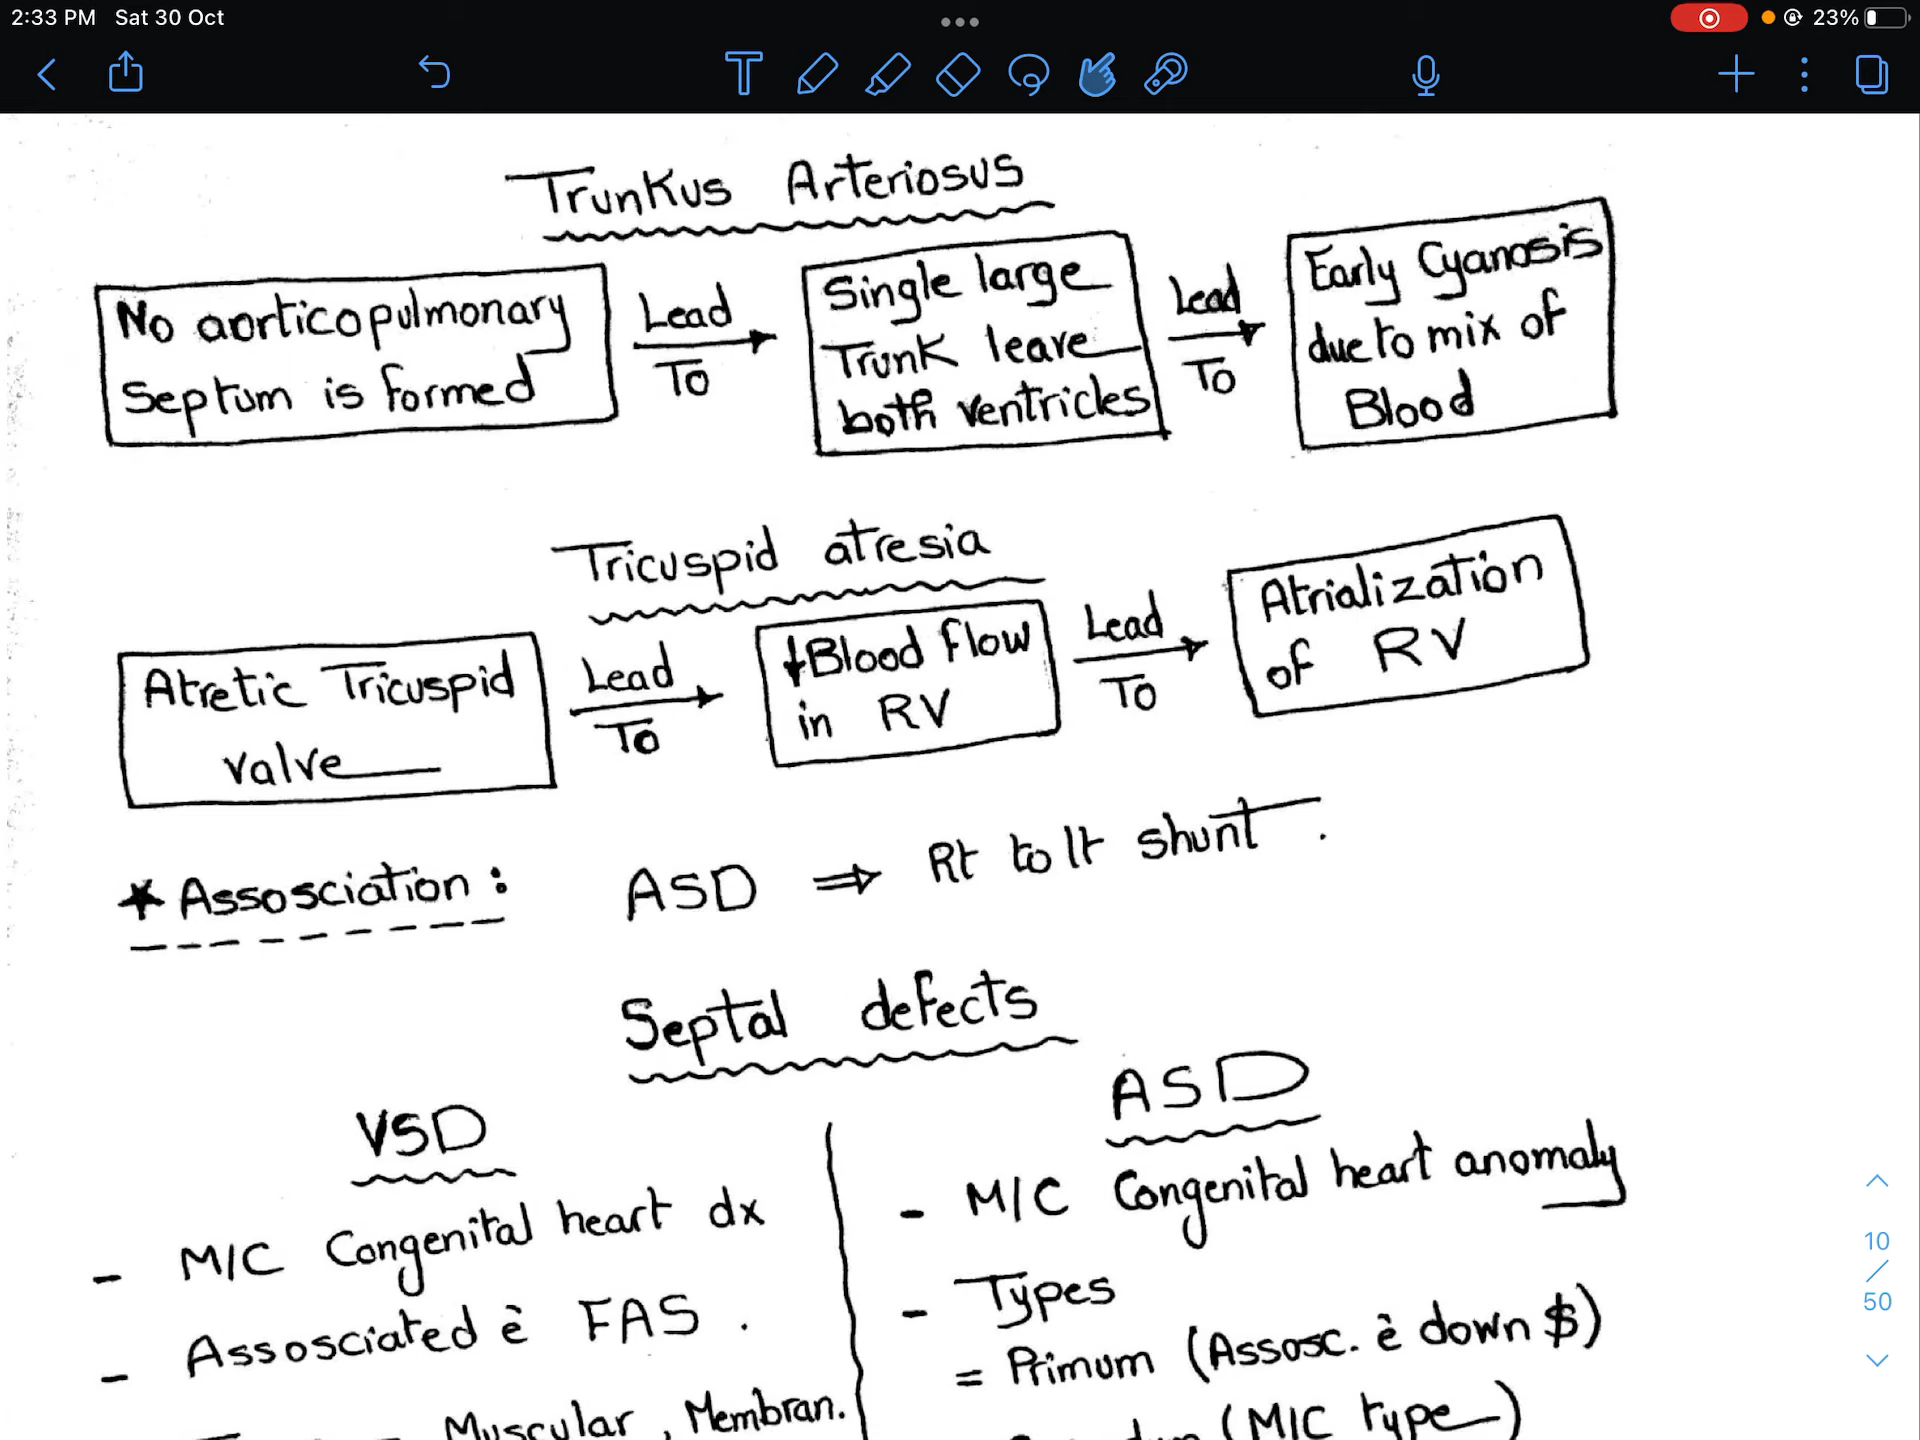 2:33 PM Sat 30 Oct
23%
Trunkus Arteriosus
No aorticopulmonary
Septum is formed
Lead
To
Single large
Trunk leave
both ventricles
Lead
To
Early Cyanosis
due to mix of
Blood
Tricuspid atresia
Atretic Tricuspid
valve
Lead
To
↓Blood flow
in RV
Lead
To
Atrialization
of RV
* Assosciation : ASD ⇒ Rt to lt shunt .
Septal defects
VSD
- M/C Congenital heart dx
- Assosciated è FAS .
Muscular , Membran.
ASD
- M/C Congenital heart anomaly
- Types
= Primum (Assosc. è down $)
(M/C type)
10
/
50